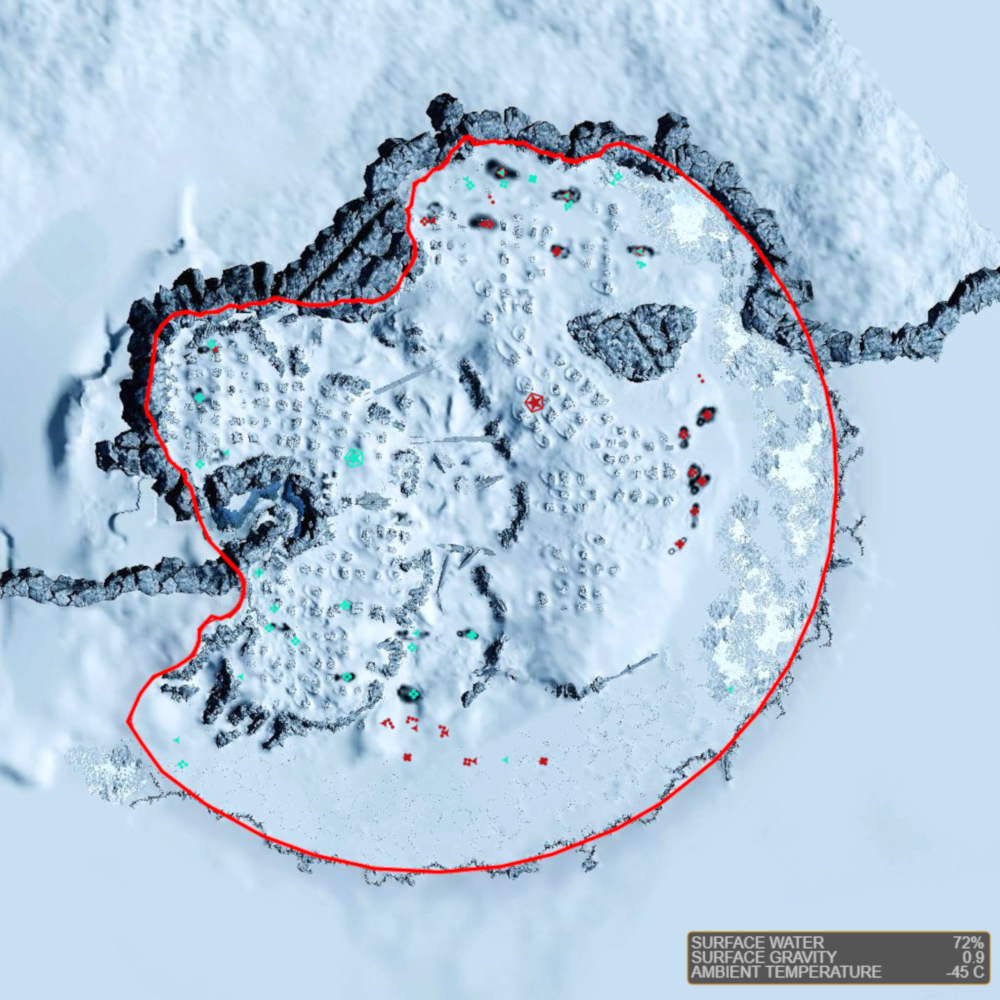 SURFACE WATER 72%
SURFACE GRAVITY 0.9
AMBIENT TEMPERATURE -45 C